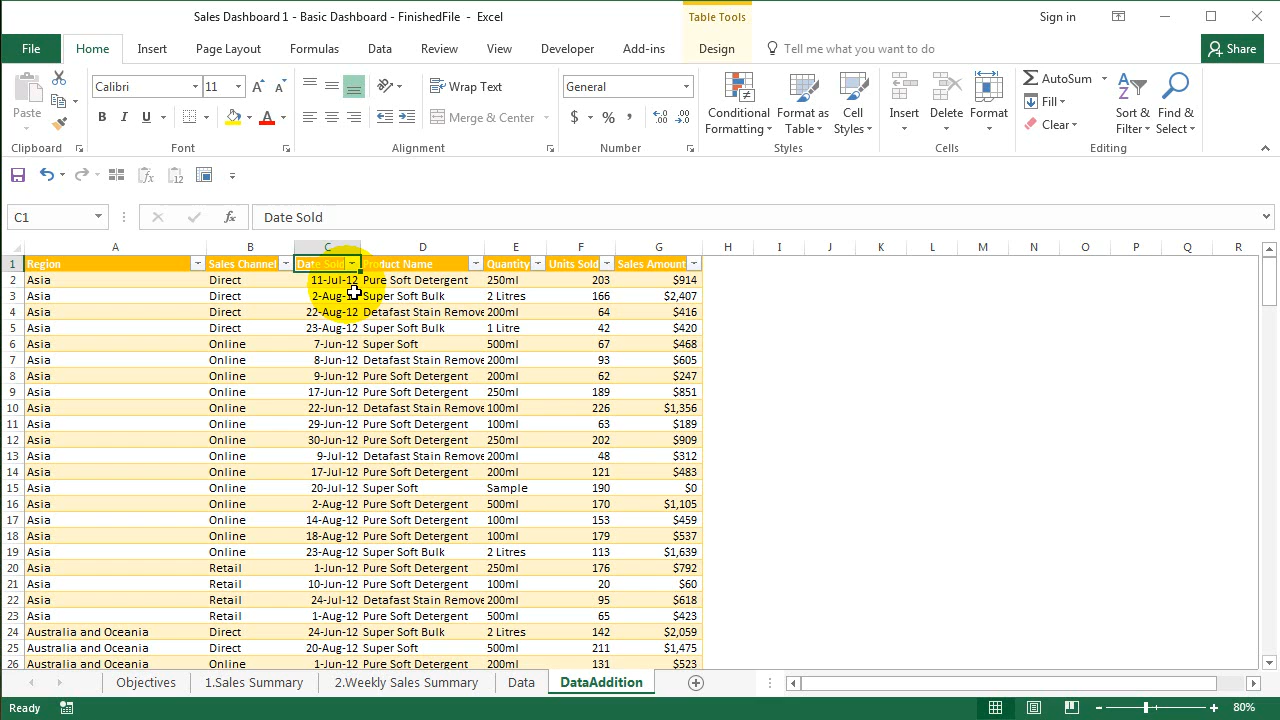 Sales Dashboard 1 - Basic Dashboard - FinishedFile - Excel
Table Tools
Sign in
File Home Insert Page Layout Formulas Data Review View Developer Add-ins Design Tell me what you want to do Share
Paste
Clipboard
Calibri 11
B I U A
Font
Wrap Text
Merge & Center
Alignment
General
$ % ,
Number
Conditional Formatting
Format as Table
Cell Styles
Styles
Insert Delete Format
Cells
AutoSum
Fill
Clear
Sort & Filter
Find & Select
Editing
C1 fx Date Sold
A B C D E F G H I J K L M N O P Q R
1 Region Sales Channel Date Sold Product Name Quantity Units Sold Sales Amount
2 Asia Direct 11-Jul-12 Pure Soft Detergent 250ml 203 $914
3 Asia Direct 2-Aug-12 Super Soft Bulk 2 Litres 166 $2,407
4 Asia Direct 22-Aug-12 Detafast Stain Remove 200ml 64 $416
5 Asia Direct 23-Aug-12 Super Soft Bulk 1 Litre 42 $420
6 Asia Online 7-Jun-12 Super Soft 500ml 67 $468
7 Asia Online 8-Jun-12 Detafast Stain Remove 200ml 93 $605
8 Asia Online 9-Jun-12 Pure Soft Detergent 200ml 62 $247
9 Asia Online 17-Jun-12 Pure Soft Detergent 250ml 189 $851
10 Asia Online 22-Jun-12 Detafast Stain Remove 100ml 226 $1,356
11 Asia Online 29-Jun-12 Pure Soft Detergent 100ml 63 $189
12 Asia Online 30-Jun-12 Pure Soft Detergent 250ml 202 $909
13 Asia Online 9-Jul-12 Detafast Stain Remove 200ml 48 $312
14 Asia Online 17-Jul-12 Pure Soft Detergent 200ml 121 $483
15 Asia Online 20-Jul-12 Super Soft Sample 190 $0
16 Asia Online 2-Aug-12 Pure Soft Detergent 500ml 170 $1,105
17 Asia Online 14-Aug-12 Pure Soft Detergent 100ml 153 $459
18 Asia Online 18-Aug-12 Pure Soft Detergent 100ml 179 $537
19 Asia Online 23-Aug-12 Super Soft Bulk 2 Litres 113 $1,639
20 Asia Retail 1-Jun-12 Pure Soft Detergent 250ml 176 $792
21 Asia Retail 10-Jun-12 Pure Soft Detergent 100ml 20 $60
22 Asia Retail 24-Jul-12 Detafast Stain Remove 200ml 95 $618
23 Asia Retail 1-Aug-12 Pure Soft Detergent 500ml 65 $423
24 Australia and Oceania Direct 24-Jun-12 Super Soft Bulk 2 Litres 142 $2,059
25 Australia and Oceania Direct 20-Aug-12 Super Soft 500ml 211 $1,475
26 Australia and Oceania Online 1-Jun-12 Pure Soft Detergent 200ml 131 $523
Objectives 1.Sales Summary 2.Weekly Sales Summary Data DataAddition
Ready 80%